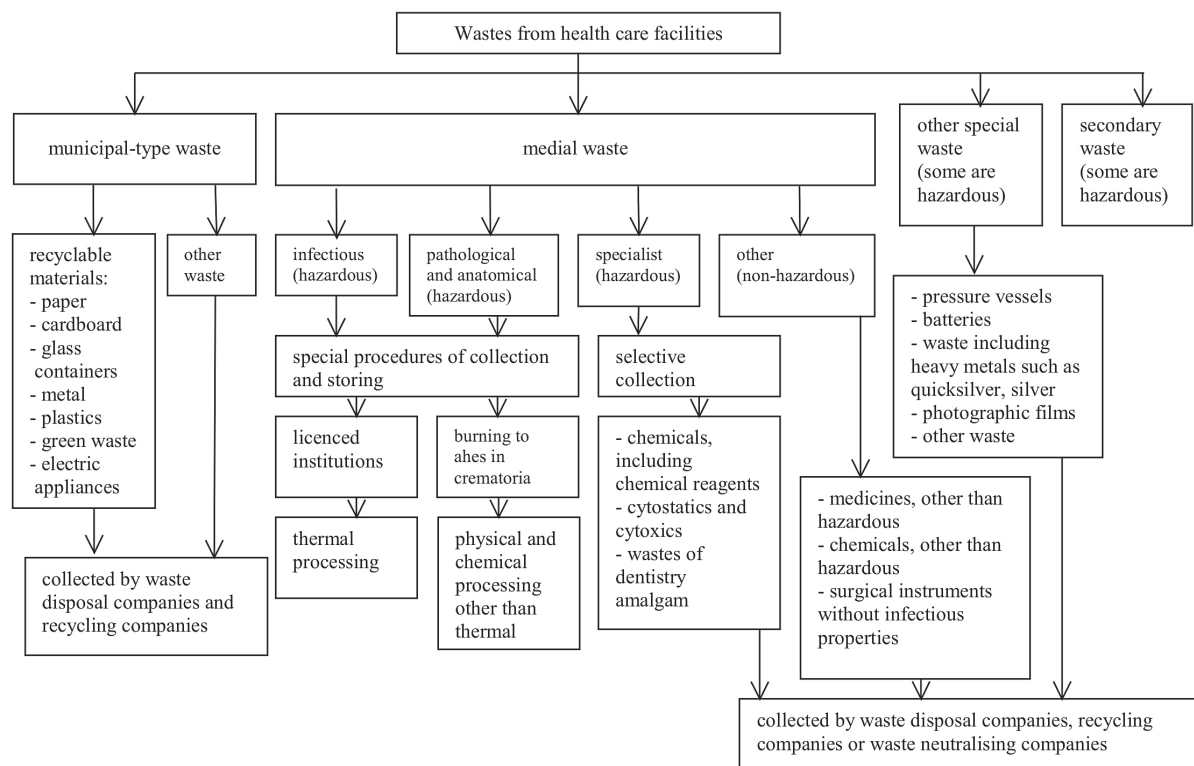 Wastes from health care facilities
municipal-type waste
medial waste
other special
waste
(some are
hazardous)
secondary
waste
(some are
hazardous)
recyclable
materials:
- paper
- cardboard
- glass
containers
- metal
- plastics
- green waste
- electric
appliances
other
waste
infectious
(hazardous)
pathological
and anatomical
(hazardous)
specialist
(hazardous)
other
(non-hazardous)
- pressure vessels
- batteries
- waste including
heavy metals such as
quicksilver, silver
- photographic films
- other waste
special procedures of collection
and storing
selective
collection
licenced
institutions
burning to
ahes in
crematoria
- chemicals,
including
chemical reagents
- cytostatics and
cytoxics
- wastes of
dentistry
amalgam
- medicines, other than
hazardous
- chemicals, other than
hazardous
- surgical instruments
without infectious
properties
thermal
processing
physical and
chemical
processing
other than
thermal
collected by waste
disposal companies and
recycling companies
collected by waste disposal companies, recycling
companies or waste neutralising companies